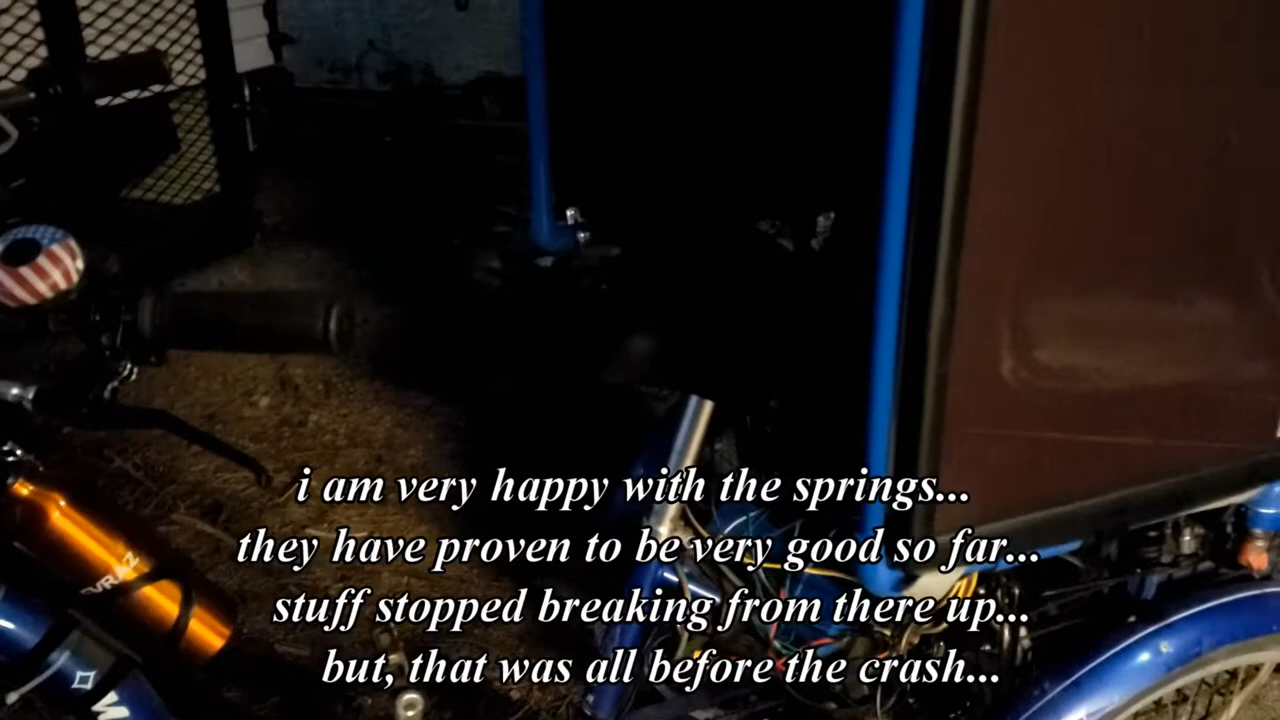 i am very happy with the springs...
they have proven to be very good so far...
stuff stopped breaking from there up...
but, that was all before the crash...